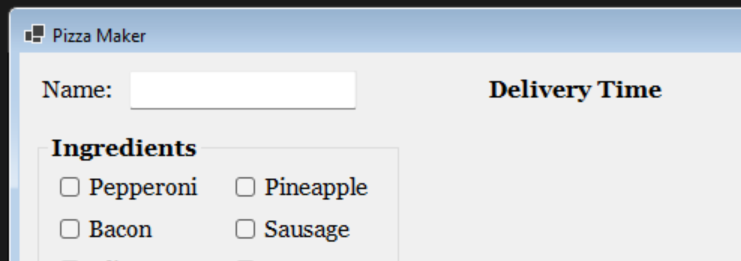 Pizza Maker
Name: Delivery Time
Ingredients
Pepperoni Pineapple
Bacon Sausage